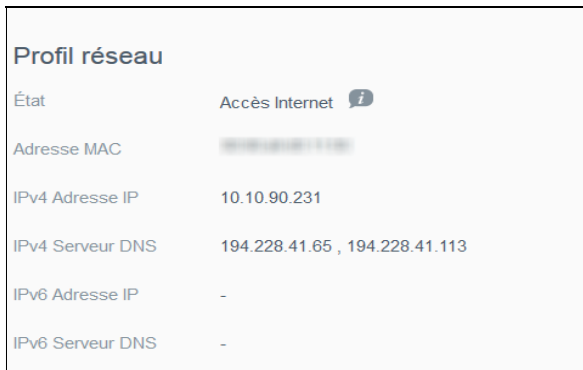 Profil réseau
État Accès Internet
Adresse MAC
IPv4 Adresse IP 10.10.90.231
IPv4 Serveur DNS 194.228.41.65 , 194.228.41.113
IPv6 Adresse IP -
IPv6 Serveur DNS -